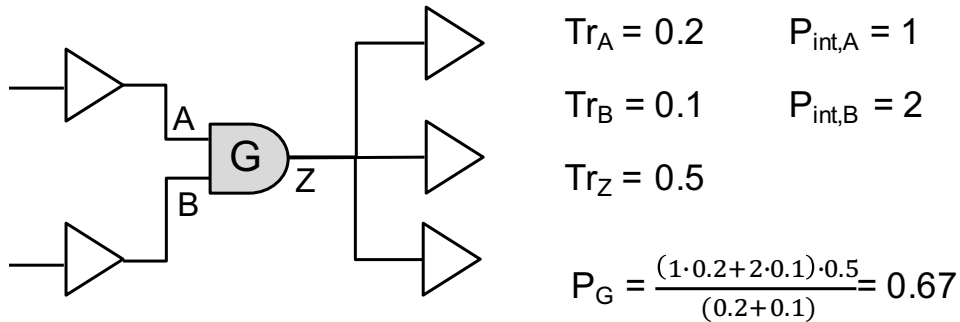 A
G
Z
B
Tr_A = 0.2 P_int,A = 1
Tr_B = 0.1 P_int,B = 2
Tr_Z = 0.5
P_G = (1·0.2+2·0.1)·0.5 / (0.2+0.1) = 0.67